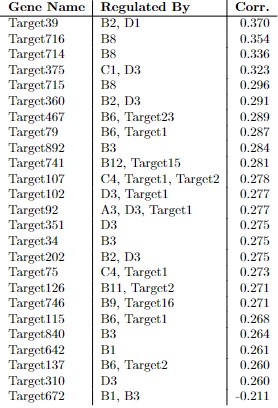 Gene Name Regulated By Corr.
Target39 B2, D1 0.370
Target716 B8 0.354
Target714 B8 0.336
Target375 C1, D3 0.323
Target715 B8 0.296
Target360 B2, D3 0.291
Target467 B6, Target23 0.289
Target79 B6, Target1 0.287
Target892 B3 0.284
Target741 B12, Target15 0.281
Target107 C4, Target1, Target2 0.278
Target102 D3, Target1 0.277
Target92 A3, D3, Target1 0.277
Target351 D3 0.275
Target34 B3 0.275
Target202 B2, D3 0.275
Target75 C4, Target1 0.273
Target126 B11, Target2 0.271
Target746 B9, Target16 0.271
Target115 B6, Target1 0.268
Target840 B3 0.264
Target642 B1 0.261
Target137 B6, Target2 0.260
Target310 D3 0.260
Target672 B1, B3 -0.211